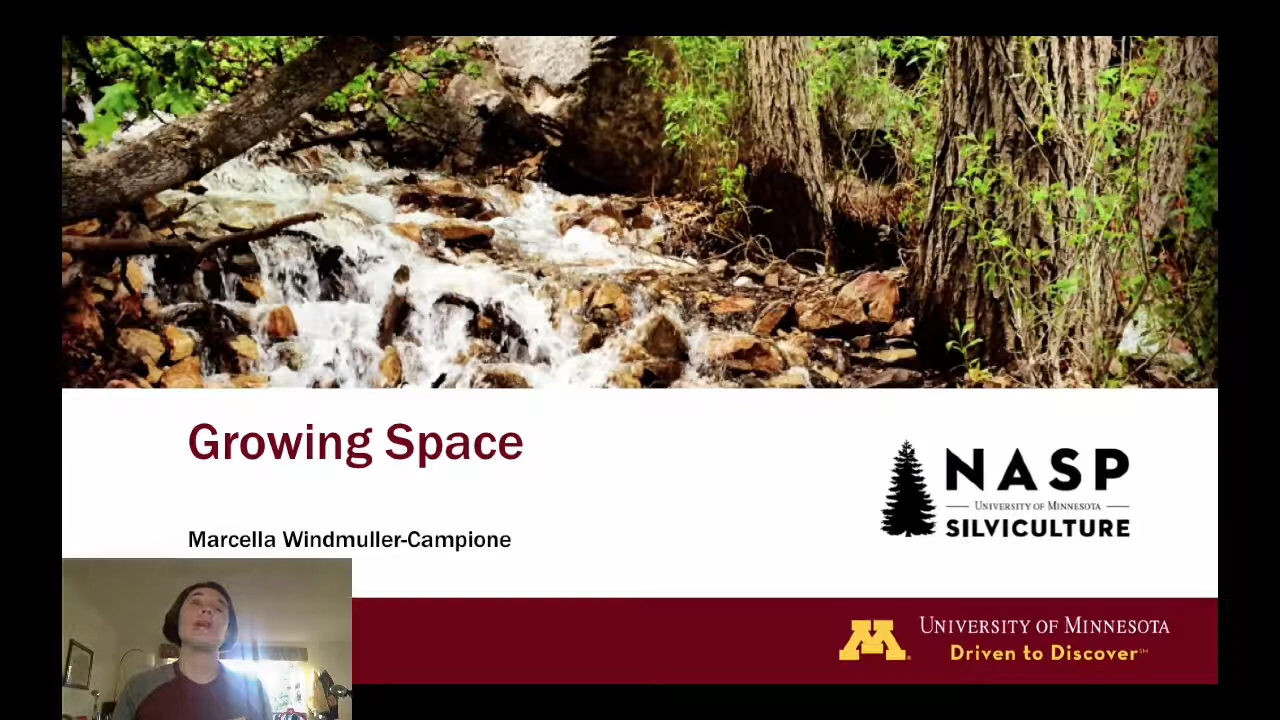 Growing Space
Marcella Windmuller-Campione
NASP
UNIVERSITY OF MINNESOTA
SILVICULTURE
M
UNIVERSITY OF MINNESOTA
Driven to Discover℠